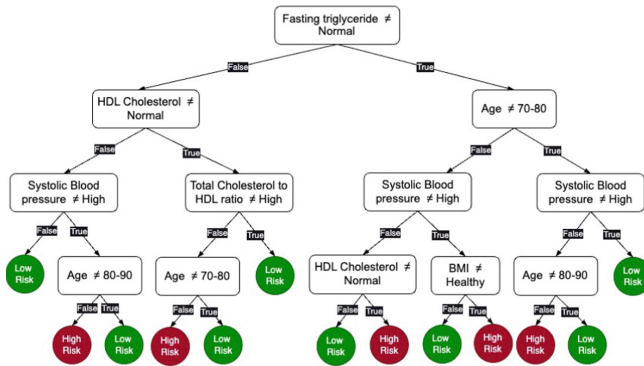 Fasting triglyceride ≠
Normal
False
True
HDL Cholesterol ≠
Normal
Age ≠ 70-80
False
True
False
True
Systolic Blood
pressure ≠ High
Total Cholesterol to
HDL ratio ≠ High
Systolic Blood
pressure ≠ High
Systolic Blood
pressure ≠ High
False
True
False
True
False
True
False
True
Low
Risk
Age ≠ 80-90
Age ≠ 70-80
Low
Risk
HDL Cholesterol ≠
Normal
BMI ≠
Healthy
Age ≠ 80-90
Low
Risk
False
True
False
True
False
True
False
True
False
True
High
Risk
Low
Risk
High
Risk
Low
Risk
Low
Risk
High
Risk
Low
Risk
High
Risk
High
Risk
Low
Risk